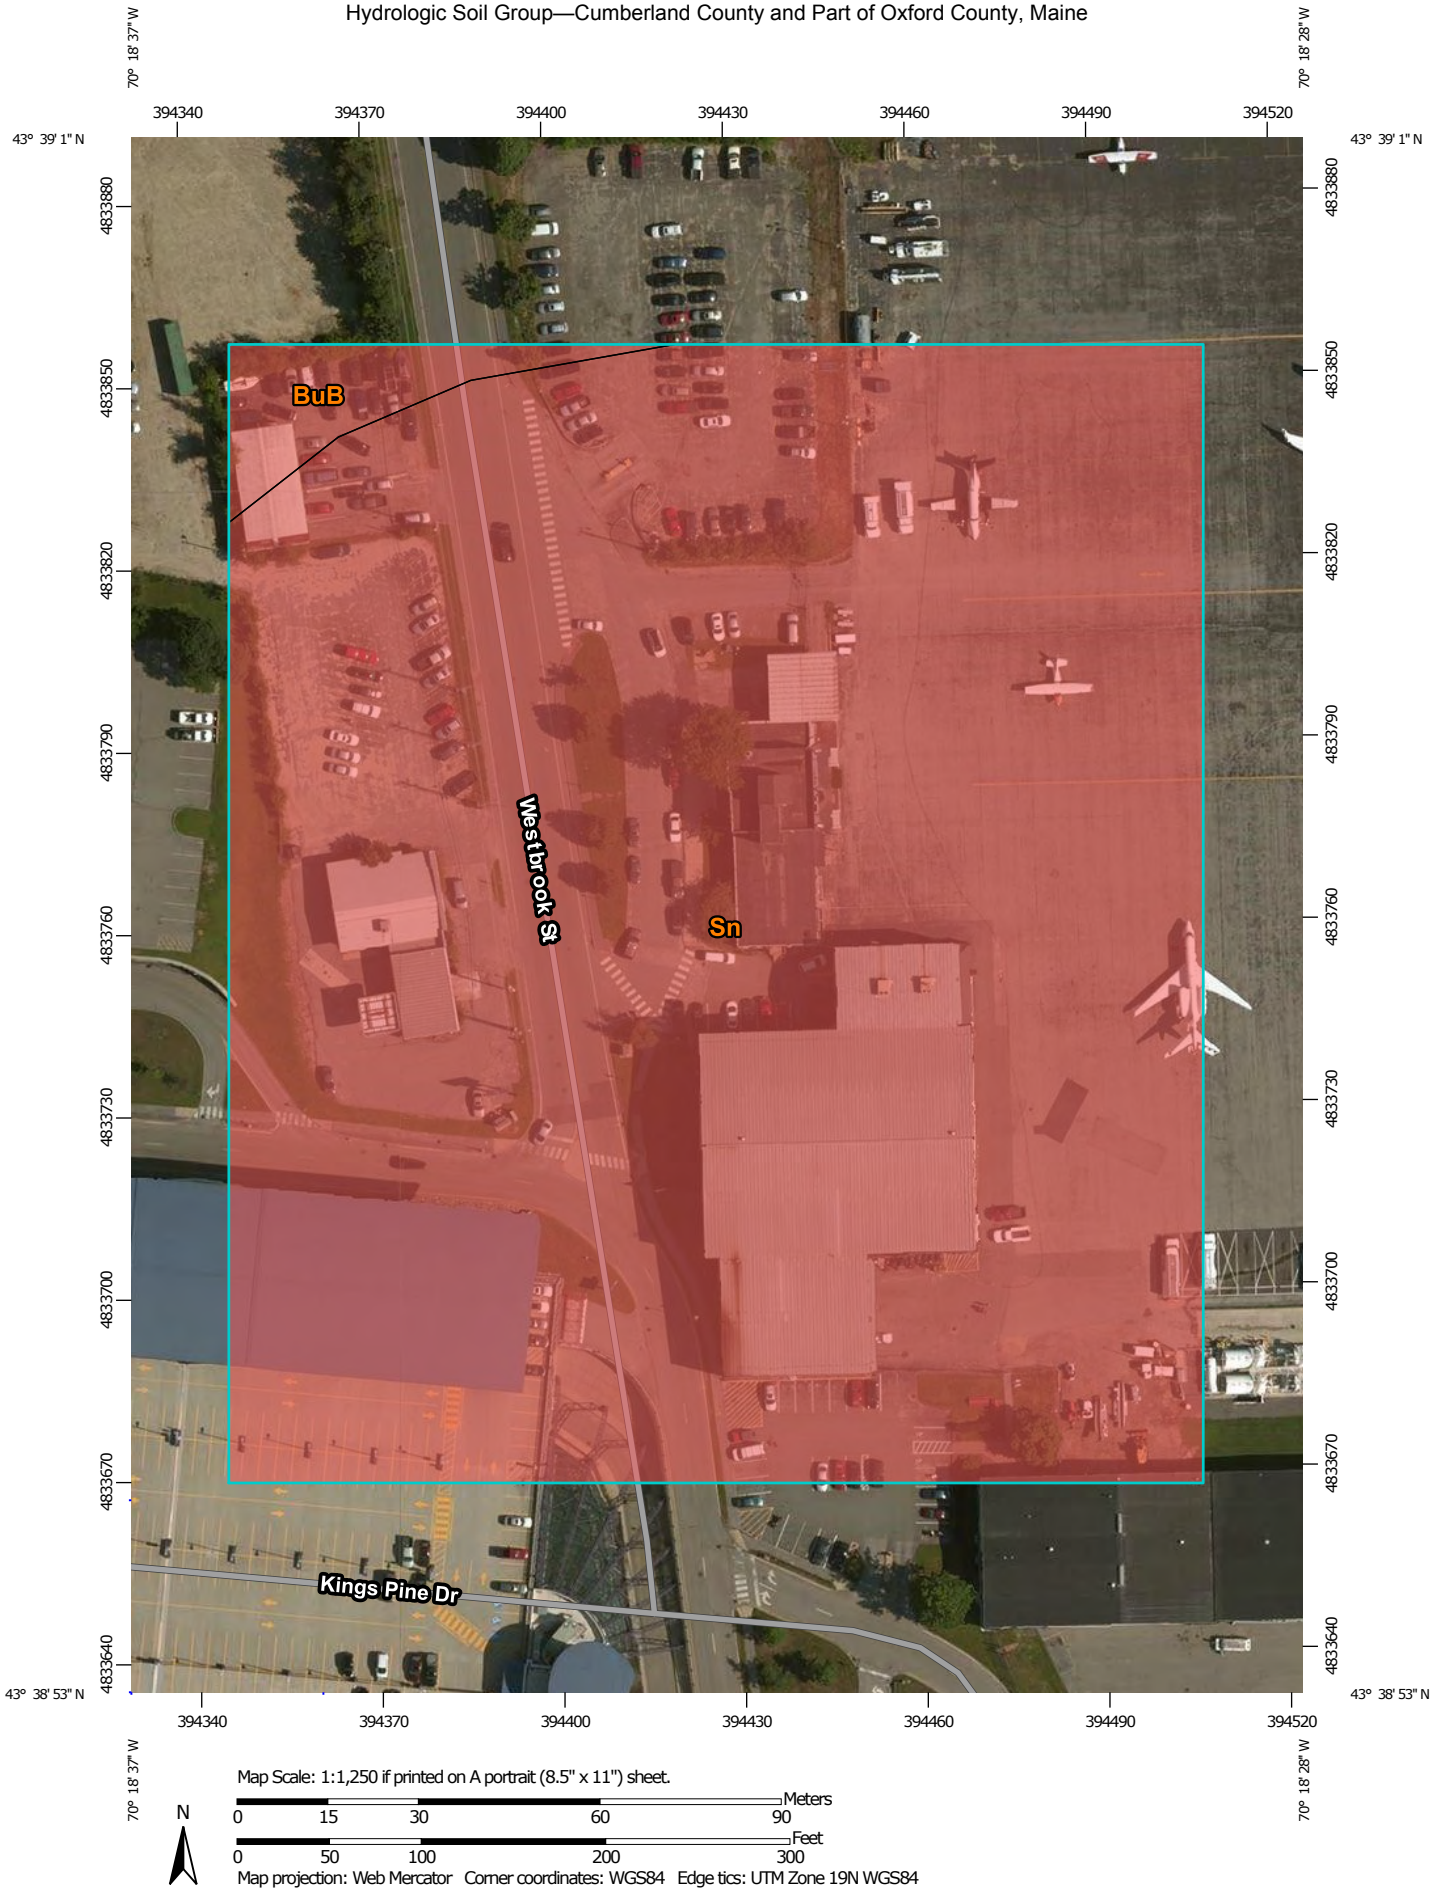 Hydrologic Soil Group—Cumberland County and Part of Oxford County, Maine
70° 18' 37" W
70° 18' 28" W
394340 394370 394400 394430 394460 394490 394520
43° 39' 1" N
43° 39' 1" N
4833880
4833880
4833850
4833850
BuB
4833820
4833820
4833790
4833790
Westbrook St
4833760
4833760
Sn
4833730
4833730
4833700
4833700
4833670
4833670
Kings Pine Dr
4833640
4833640
43° 38' 53" N
43° 38' 53" N
394340 394370 394400 394430 394460 394490 394520
70° 18' 37" W
70° 18' 28" W
Map Scale: 1:1,250 if printed on A portrait (8.5" x 11") sheet.
N
Meters
0 15 30 60 90
Feet
0 50 100 200 300
Map projection: Web Mercator Corner coordinates: WGS84 Edge tics: UTM Zone 19N WGS84